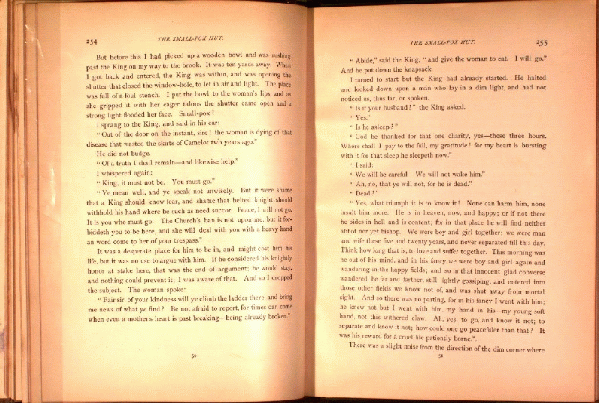 254
THE SMALL-POX HUT.
But before this I had picked up a wooden bowl and was rushing
past the King on my way to the brook. It was ten yards away. When
I got back and entered, the King was within, and was opening the
shutter that closed the window-hole, to let in air and light. The place
was full of a foul stench. I put the bowl to the woman's lips, and as
she gripped it with her eager talons the shutter came open and a
strong light flooded her face. Small-pox!
I sprang to the King, and said in his ear:
"Out of the door on the instant, sire! the woman is dying of that
disease that wasted the skirts of Camelot two years ago."
He did not budge.
"Of a truth I shall remain—and likewise help."
I whispered again:
"King, it must not be. You must go."
"Ye mean well, and ye speak not unwisely. But it were shame
that a King should know fear, and shame that belted knight should
withhold his hand where be such as need succor. Peace, I will not go.
It is you who must go. The Church's ban is not upon me, but it for-
biddeth you to be here, and she will deal with you with a heavy hand
an word come to her of your trespass."
It was a desperate place for him to be in, and might cost him his
life, but it was no use to argue with him. If he considered his knightly
honor at stake here, that was the end of argument; he would stay,
and nothing could prevent it; I was aware of that. And so I dropped
the subject. The woman spoke:
"Fair sir, of your kindness will ye climb the ladder there, and bring
me news of what ye find? Be not afraid to report, for times can come
when even a mother's heart is past breaking—being already broke."
THE SMALL-POX HUT.
255
"Abide," said the King, "and give the woman to eat. I will go."
And he put down the knapsack.
I turned to start but the King had already started. He halted
and looked down upon a man who lay in a dim light, and had not
noticed us, thus far, or spoken.
"Is it your husband?" the King asked.
"Yes."
"Is he asleep?"
"God be thanked for that one charity, yes—these three hours.
Where shall I pay to the full, my gratitude! for my heart is bursting
with it for that sleep he sleepeth now."
I said:
"We will be careful. We will not wake him."
"Ah, no, that ye will not, for he is dead."
"Dead?"
"Yes, what triumph it is to know it! None can harm him, none
insult him more. He is in heaven, now, and happy; or if not there
he bides in hell and is content; for in that place he will find neither
abbot nor yet bishop. We were boy and girl together; we were man
and wife these five and twenty years, and never separated till this day.
Think how long that is, to love and suffer together. This morning was
he out of his mind, and in his fancy we were boy and girl again and
wandering in the happy fields; and so in that innocent glad converse
wandered he far and farther, still lightly gossiping, and entered into
those other fields we know not of, and was shut away from mortal
sight. And so there was no parting, for in his fancy I went with him;
he knew not but I went with him, my hand in his—my young soft
hand, not this withered claw. Ah, yes, to go, and know it not; to
separate and know it not; how could one go peacefuler than that? It
was his reward for a cruel life patiently borne."
There was a slight noise from the direction of the dim corner where